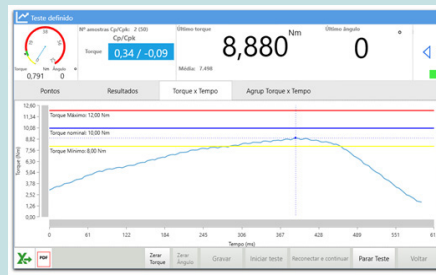 Teste definido
Nº amostras Cp/Cpk: 2 (50)
Cp/Cpk
Torque 0,34 / -0,09
Último torque
8,880 Nm
Média: 7.498
Último ângulo
0 °
Torque Nm Ângulo °
0,791 0
Pontos Resultados Torque x Tempo Agrup Torque x Tempo
Torque (Nm)
12,60
11,34
10,08
8,82
7,56
6,30
5,04
3,78
2,52
1,26
0,00
Torque Máximo: 12,00 Nm
Torque nominal: 10,00 Nm
Torque Mínimo: 8,00 Nm
0 61 122 184 245 306 367 428 489 551 61
Tempo (ms)
PDF
Zerar Torque
Zerar Ângulo
Gravar
Iniciar teste
Reconectar e continuar
Parar Teste
Voltar